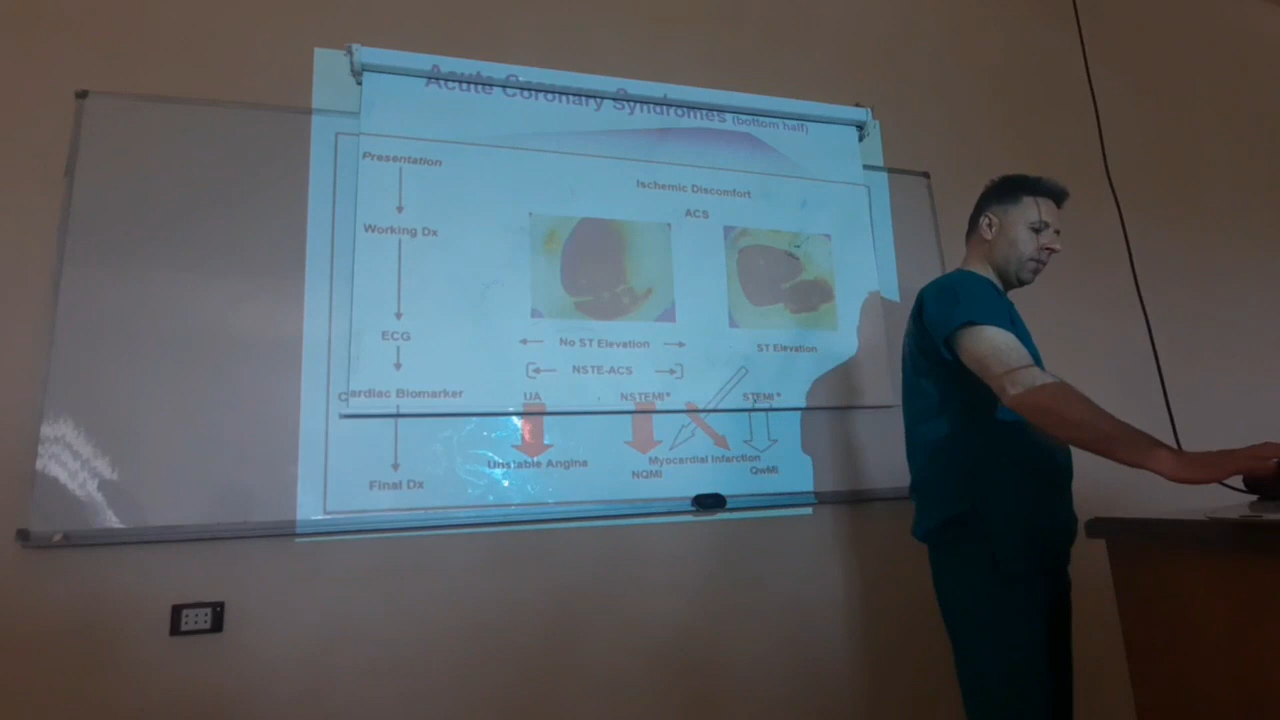 Acute Coronary Syndromes (bottom half)
Presentation
Ischemic Discomfort
ACS
Working Dx
ECG
No ST Elevation
ST Elevation
NSTE-ACS
Cardiac Biomarker
UA
NSTEMI*
STEMI*
Unstable Angina
Myocardial Infarction
NQMI
QwMI
Final Dx